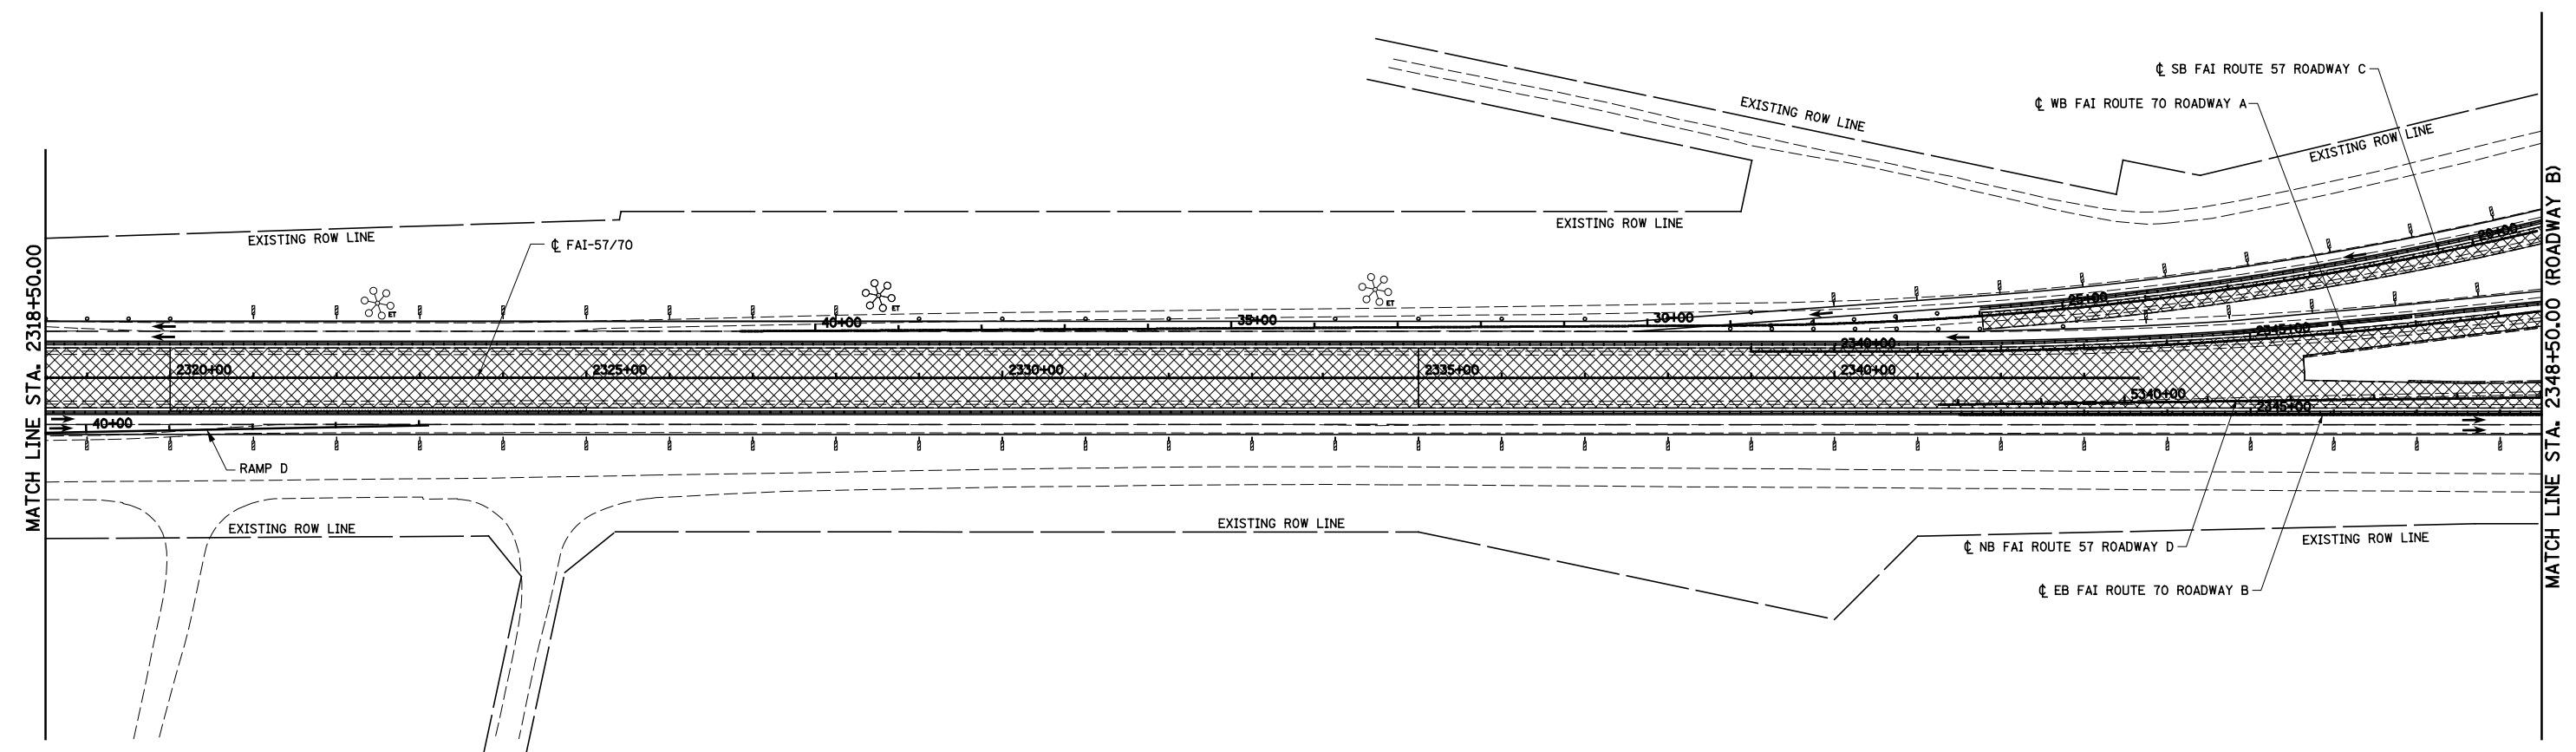 ℄ SB FAI ROUTE 57 ROADWAY C
℄ WB FAI ROUTE 70 ROADWAY A
EXISTING ROW LINE
EXISTING ROW LINE
EXISTING ROW LINE
EXISTING ROW LINE
℄ FAI-57/70
20+00
ET
ET
ET
25+00
40+00
35+00
30+00
2345+00
2340+00
2320+00
2325+00
2330+00
2335+00
2340+00
5340+00
2345+00
40+00
RAMP D
EXISTING ROW LINE
EXISTING ROW LINE
EXISTING ROW LINE
℄ NB FAI ROUTE 57 ROADWAY D
℄ EB FAI ROUTE 70 ROADWAY B
MATCH LINE STA. 2318+50.00
MATCH LINE STA. 2348+50.00 (ROADWAY B)